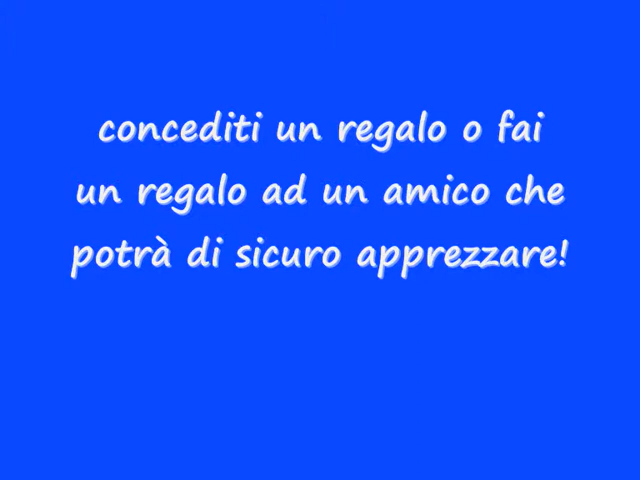 concediti un regalo o fai
un regalo ad un amico che
potrà di sicuro apprezzare!